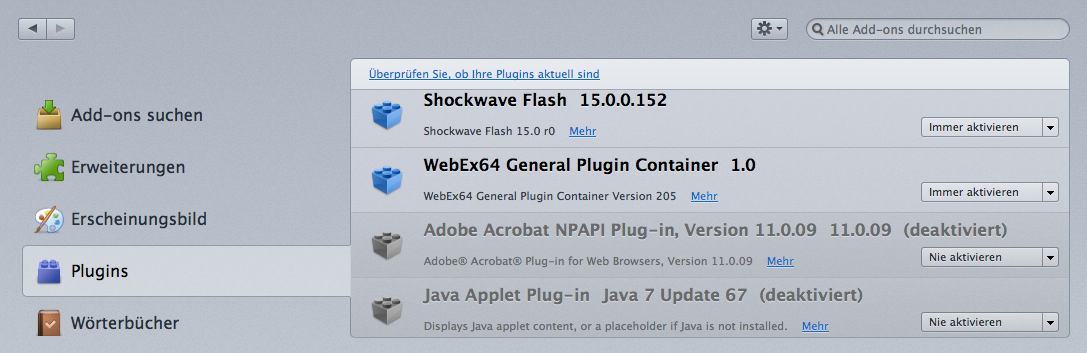 Alle Add-ons durchsuchen
Add-ons suchen
Erweiterungen
Erscheinungsbild
Plugins
Wörterbücher
Überprüfen Sie, ob Ihre Plugins aktuell sind
Shockwave Flash 15.0.0.152
Shockwave Flash 15.0 r0 Mehr
Immer aktivieren
WebEx64 General Plugin Container 1.0
WebEx64 General Plugin Container Version 205 Mehr
Immer aktivieren
Adobe Acrobat NPAPI Plug-in, Version 11.0.09 11.0.09 (deaktiviert)
Adobe® Acrobat® Plug-in for Web Browsers, Version 11.0.09 Mehr
Nie aktivieren
Java Applet Plug-in Java 7 Update 67 (deaktiviert)
Displays Java applet content, or a placeholder if Java is not installed. Mehr
Nie aktivieren